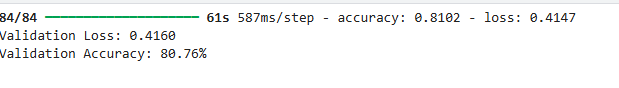 84/84 ━━━━━━━━━━━━━━━━━━━━ 61s 587ms/step - accuracy: 0.8102 - loss: 0.4147
Validation Loss: 0.4160
Validation Accuracy: 80.76%